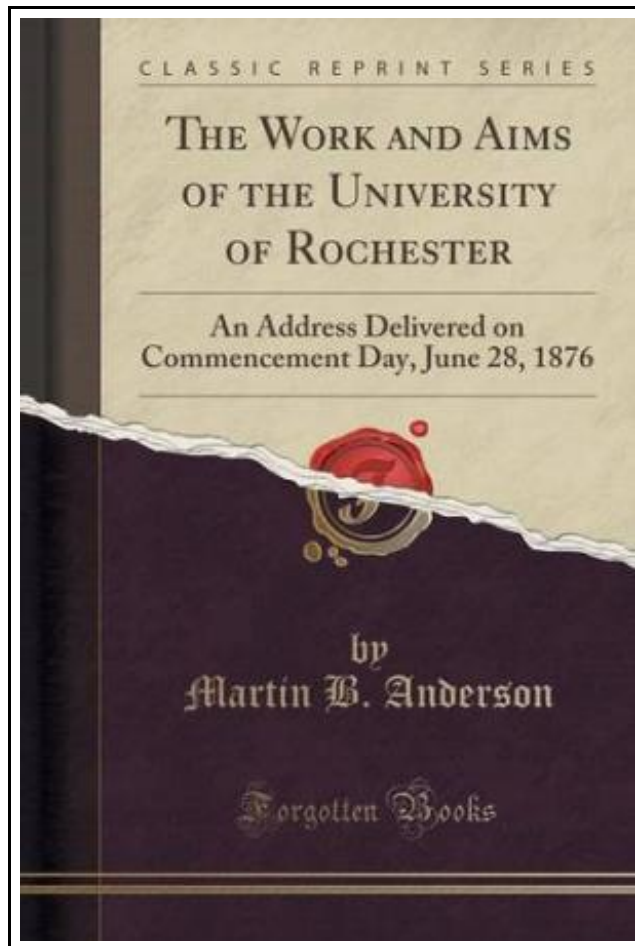 CLASSIC REPRINT SERIES
THE WORK AND AIMS
OF THE UNIVERSITY
OF ROCHESTER
An Address Delivered on
Commencement Day, June 28, 1876
by
Martin B. Anderson
Forgotten Books